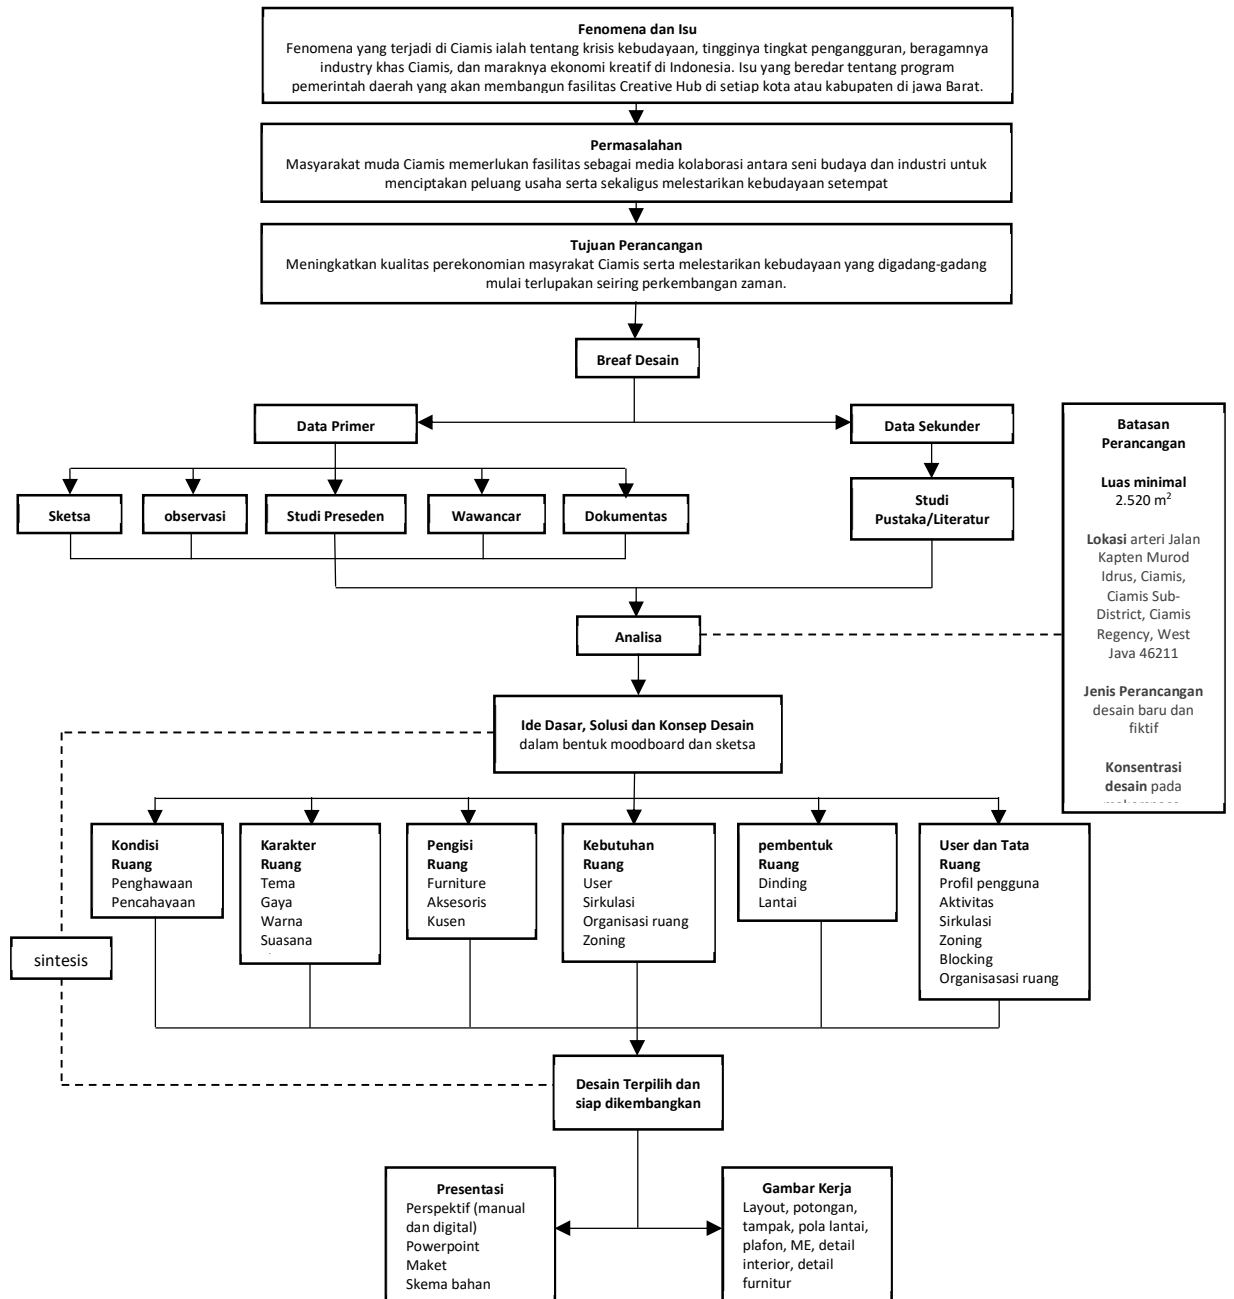 Fenomena dan Isu
Fenomena yang terjadi di Ciamis ialah tentang krisis kebudayaan, tingginya tingkat pengangguran, beragamnya
industry khas Ciamis, dan maraknya ekonomi kreatif di Indonesia. Isu yang beredar tentang program
pemerintah daerah yang akan membangun fasilitas Creative Hub di setiap kota atau kabupaten di jawa Barat.
Permasalahan
Masyarakat muda Ciamis memerlukan fasilitas sebagai media kolaborasi antara seni budaya dan industri untuk
menciptakan peluang usaha serta sekaligus melestarikan kebudayaan setempat
Tujuan Perancangan
Meningkatkan kualitas perekonomian masyrakat Ciamis serta melestarikan kebudayaan yang digadang-gadang
mulai terlupakan seiring perkembangan zaman.
Breaf Desain
Data Primer
Data Sekunder
Sketsa
observasi
Studi Preseden
Wawancar
Dokumentas
Studi
Pustaka/Literatur
Batasan
Perancangan
Luas minimal
2.520 m²
Lokasi arteri Jalan
Kapten Murod
Idrus, Ciamis,
Ciamis Sub-
District, Ciamis
Regency, West
Java 46211
Jenis Perancangan
desain baru dan
fiktif
Konsentrasi
desain pada
Analisa
Ide Dasar, Solusi dan Konsep Desain
dalam bentuk moodboard dan sketsa
Kondisi
Ruang
Penghawaan
Pencahayaan
Karakter
Ruang
Tema
Gaya
Warna
Suasana
Pengisi
Ruang
Furniture
Aksesoris
Kusen
Kebutuhan
Ruang
User
Sirkulasi
Organisasi ruang
Zoning
pembentuk
Ruang
Dinding
Lantai
User dan Tata
Ruang
Profil pengguna
Aktivitas
Sirkulasi
Zoning
Blocking
Organisasasi ruang
sintesis
Desain Terpilih dan
siap dikembangkan
Presentasi
Perspektif (manual
dan digital)
Powerpoint
Maket
Skema bahan
Gambar Kerja
Layout, potongan,
tampak, pola lantai,
plafon, ME, detail
interior, detail
furnitur